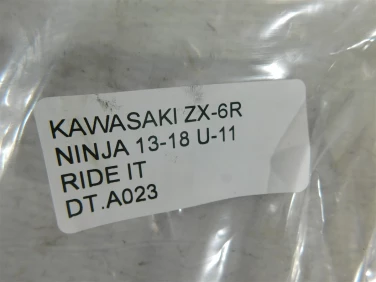 KAWASAKI ZX-6R
NINJA 13-18 U-11
RIDE IT
DT.A023